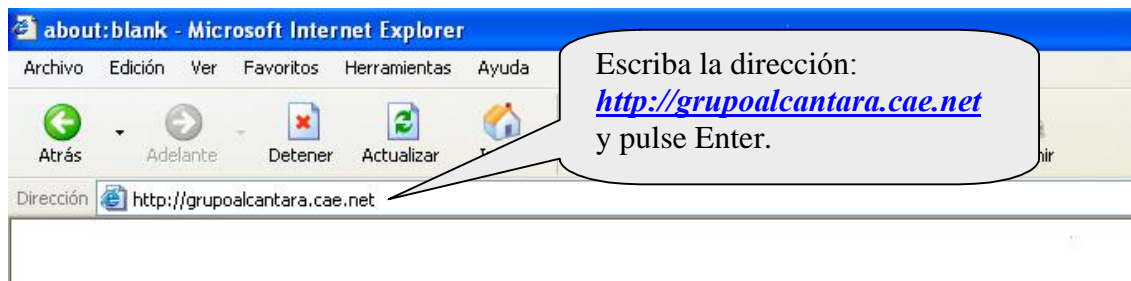 about:blank - Microsoft Internet Explorer
Archivo Edición Ver Favoritos Herramientas Ayuda
Escriba la dirección:
http://grupoalcantara.cae.net
y pulse Enter.
Atrás Adelante Detener Actualizar
Dirección http://grupoalcantara.cae.net